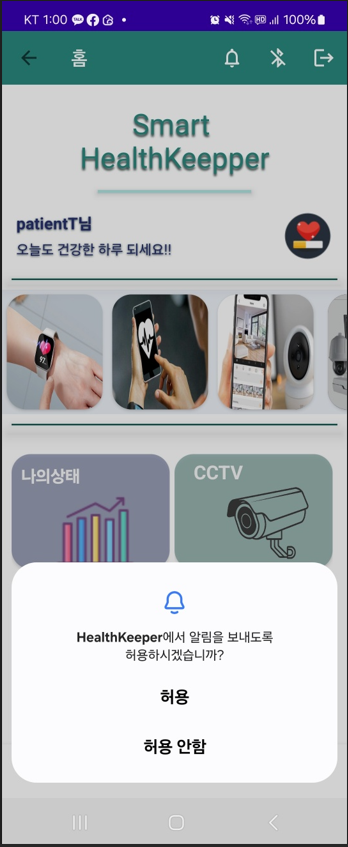 KT 1:00 100%
홈
Smart
HealthKeepper
patientT님
오늘도 건강한 하루 되세요!!
나의상태
CCTV
HealthKeeper에서 알림을 보내도록
허용하시겠습니까?
허용
허용 안함